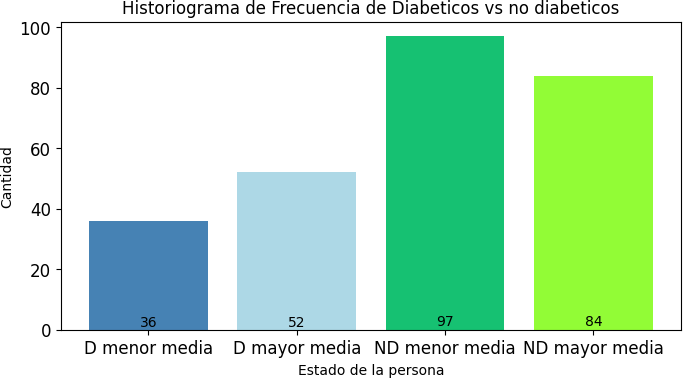 Historiograma de Frecuencia de Diabeticos vs no diabeticos
Cantidad
100
80
60
40
20
0
36
52
97
84
D menor media
D mayor media
ND menor media
ND mayor media
Estado de la persona